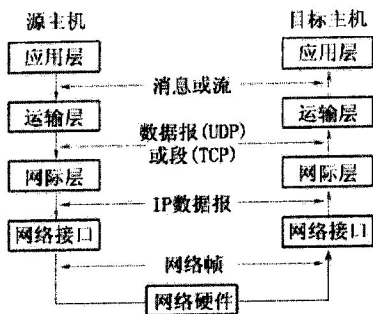 源主机 目标主机
应用层 应用层
消息或流
运输层 运输层
数据报(UDP)
或段(TCP)
网际层 网际层
IP数据报
网络接口 网络接口
网络帧
网络硬件